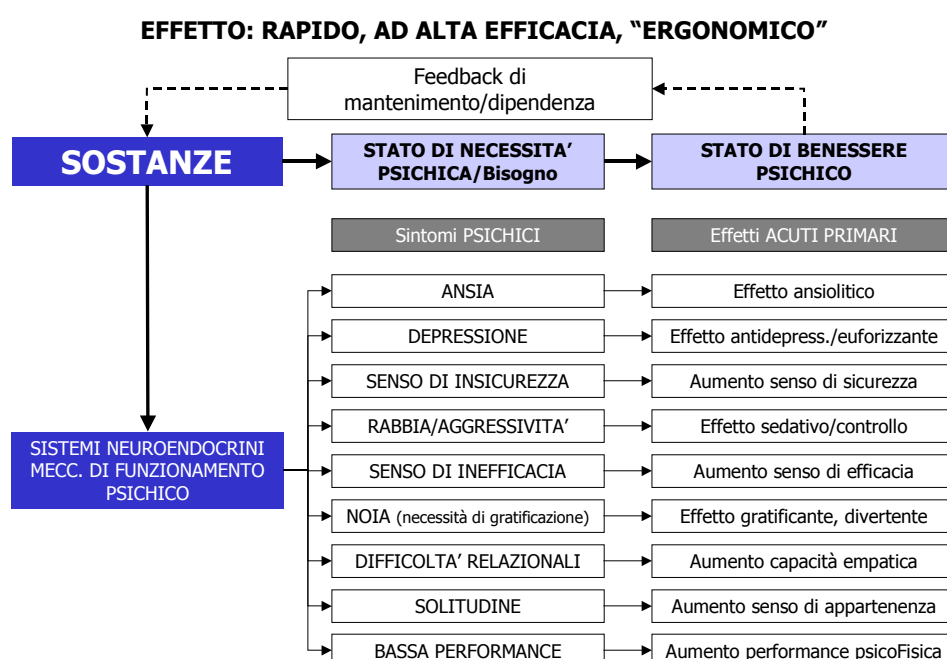 EFFETTO: RAPIDO, AD ALTA EFFICACIA, “ERGONOMICO”
Feedback di
mantenimento/dipendenza
SOSTANZE
STATO DI NECESSITA’
PSICHICA/Bisogno
STATO DI BENESSERE
PSICHICO
Sintomi PSICHICI
Effetti ACUTI PRIMARI
ANSIA
Effetto ansiolitico
DEPRESSIONE
Effetto antidepress./euforizzante
SENSO DI INSICUREZZA
Aumento senso di sicurezza
RABBIA/AGGRESSIVITA’
Effetto sedativo/controllo
SISTEMI NEUROENDOCRINI
MECC. DI FUNZIONAMENTO
PSICHICO
SENSO DI INEFFICACIA
Aumento senso di efficacia
NOIA (necessità di gratificazione)
Effetto gratificante, divertente
DIFFICOLTA’ RELAZIONALI
Aumento capacità empatica
SOLITUDINE
Aumento senso di appartenenza
BASSA PERFORMANCE
Aumento performance psicoFisica